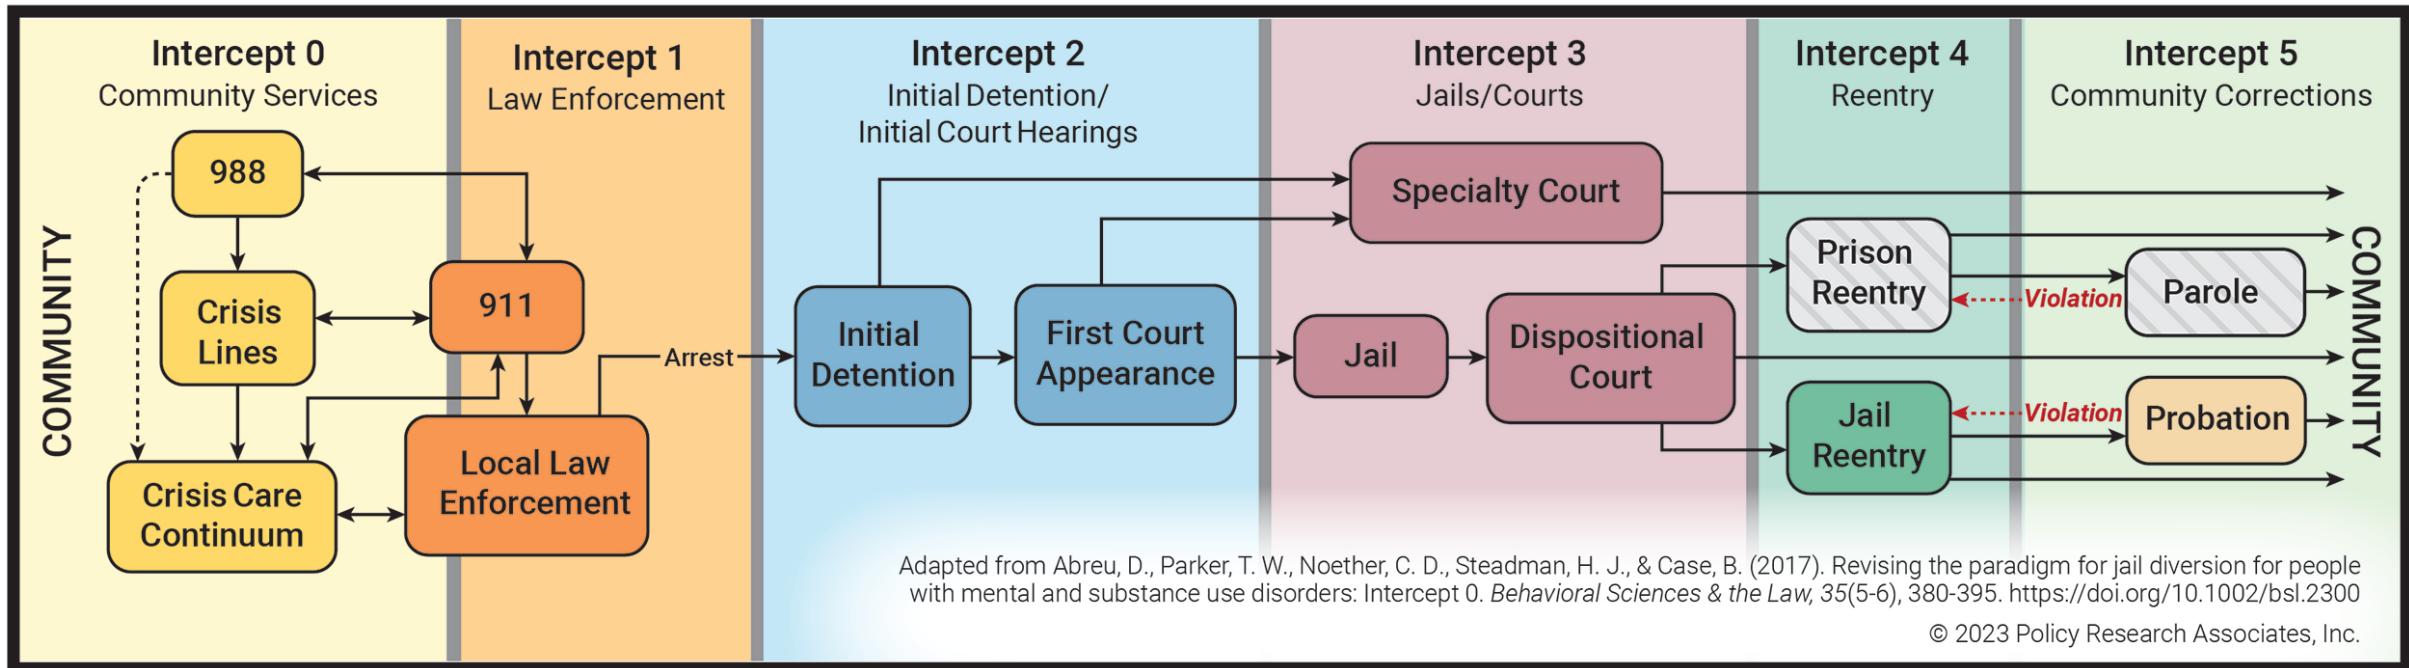 Intercept 0
Community Services
Intercept 1
Law Enforcement
Intercept 2
Initial Detention/
Initial Court Hearings
Intercept 3
Jails/Courts
Intercept 4
Reentry
Intercept 5
Community Corrections
COMMUNITY
988
Crisis
Lines
Crisis Care
Continuum
911
Local Law
Enforcement
Arrest
Initial
Detention
First Court
Appearance
Specialty Court
Jail
Dispositional
Court
Prison
Reentry
Jail
Reentry
Violation
Parole
Violation
Probation
COMMUNITY
Adapted from Abreu, D., Parker, T. W., Noether, C. D., Steadman, H. J., & Case, B. (2017). Revising the paradigm for jail diversion for people
with mental and substance use disorders: Intercept 0. Behavioral Sciences & the Law, 35(5-6), 380-395. https://doi.org/10.1002/bsl.2300
© 2023 Policy Research Associates, Inc.